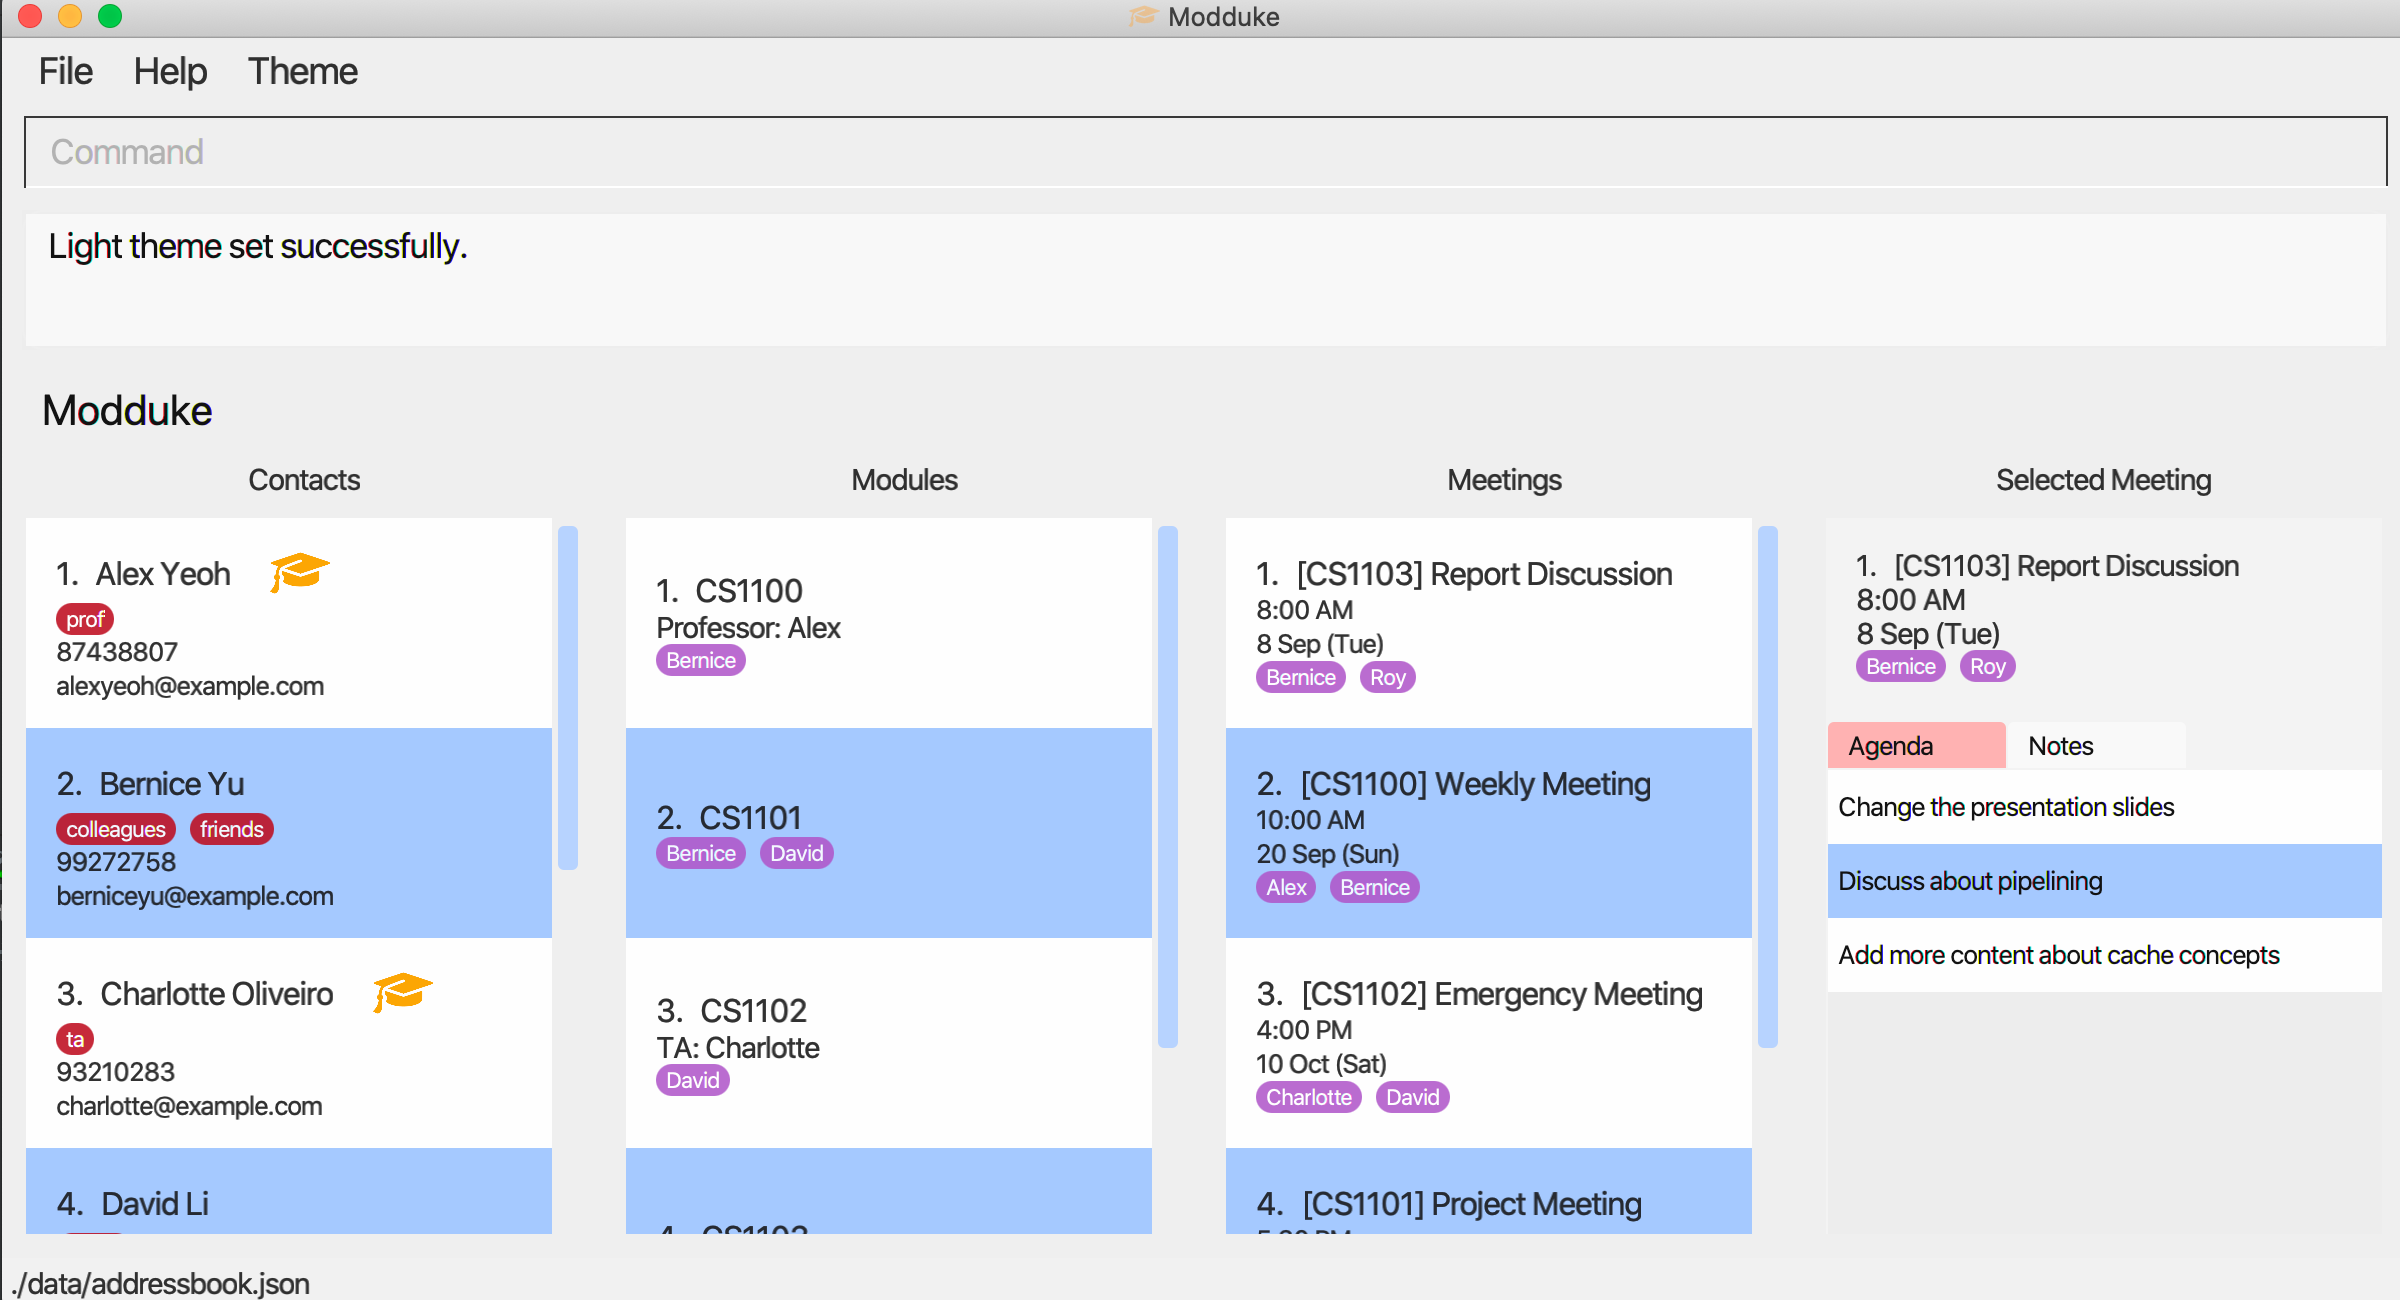 Modduke
File Help Theme
Command
Light theme set successfully.
Modduke
Contacts
1. Alex Yeoh
prof
87438807
alexyeoh@example.com
2. Bernice Yu
colleagues friends
99272758
berniceyu@example.com
3. Charlotte Oliveiro
ta
93210283
charlotte@example.com
4. David Li
Modules
1. CS1100
Professor: Alex
Bernice
2. CS1101
Bernice David
3. CS1102
TA: Charlotte
David
Meetings
1. [CS1103] Report Discussion
8:00 AM
8 Sep (Tue)
Bernice Roy
2. [CS1100] Weekly Meeting
10:00 AM
20 Sep (Sun)
Alex Bernice
3. [CS1102] Emergency Meeting
4:00 PM
10 Oct (Sat)
Charlotte David
4. [CS1101] Project Meeting
Selected Meeting
1. [CS1103] Report Discussion
8:00 AM
8 Sep (Tue)
Bernice Roy
Agenda Notes
Change the presentation slides
Discuss about pipelining
Add more content about cache concepts
./data/addressbook.json